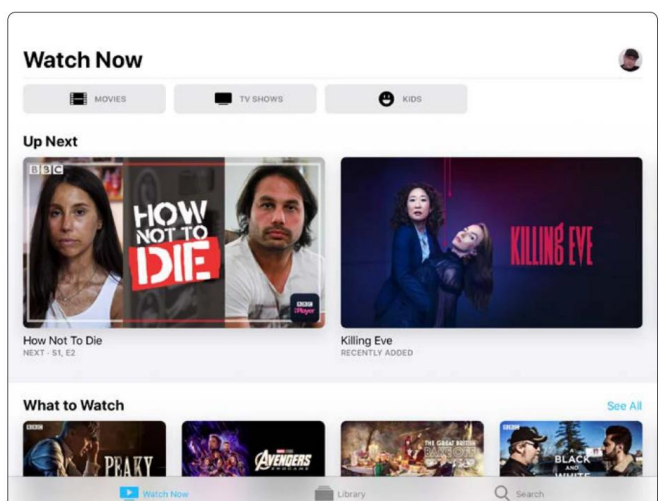 Watch Now
MOVIES
TV SHOWS
KIDS
Up Next
BBC
HOW
NOT TO
DIE
BBC
iPlayer
KILLING EVE
How Not To Die
NEXT · S1, E2
Killing Eve
RECENTLY ADDED
What to Watch
See All
BBC
PEAKY
AVENGERS
ENDGAME
THE GREAT BRITISH
BAKE OFF
BBC
BLACK
AND
WHITE
Watch Now
Library
Search